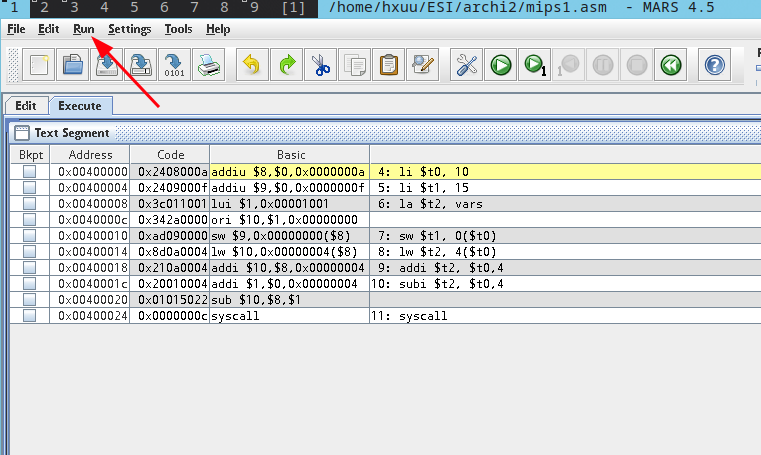 1 2 3 4 5 6 7 8 9 [1] /home/hxuu/ESI/archi2/mips1.asm - MARS 4.5
File Edit Run Settings Tools Help
0101 1 1
Edit Execute
Text Segment
Bkpt Address Code Basic
0x00400000 0x2408000a addiu $8,$0,0x0000000a 4: li $t0, 10
0x00400004 0x2409000f addiu $9,$0,0x0000000f 5: li $t1, 15
0x00400008 0x3c011001 lui $1,0x00001001 6: la $t2, vars
0x0040000c 0x342a0000 ori $10,$1,0x00000000
0x00400010 0xad090000 sw $9,0x00000000($8) 7: sw $t1, 0($t0)
0x00400014 0x8d0a0004 lw $10,0x00000004($8) 8: lw $t2, 4($t0)
0x00400018 0x210a0004 addi $10,$8,0x00000004 9: addi $t2, $t0,4
0x0040001c 0x20010004 addi $1,$0,0x00000004 10: subi $t2, $t0,4
0x00400020 0x01015022 sub $10,$8,$1
0x00400024 0x0000000c syscall 11: syscall